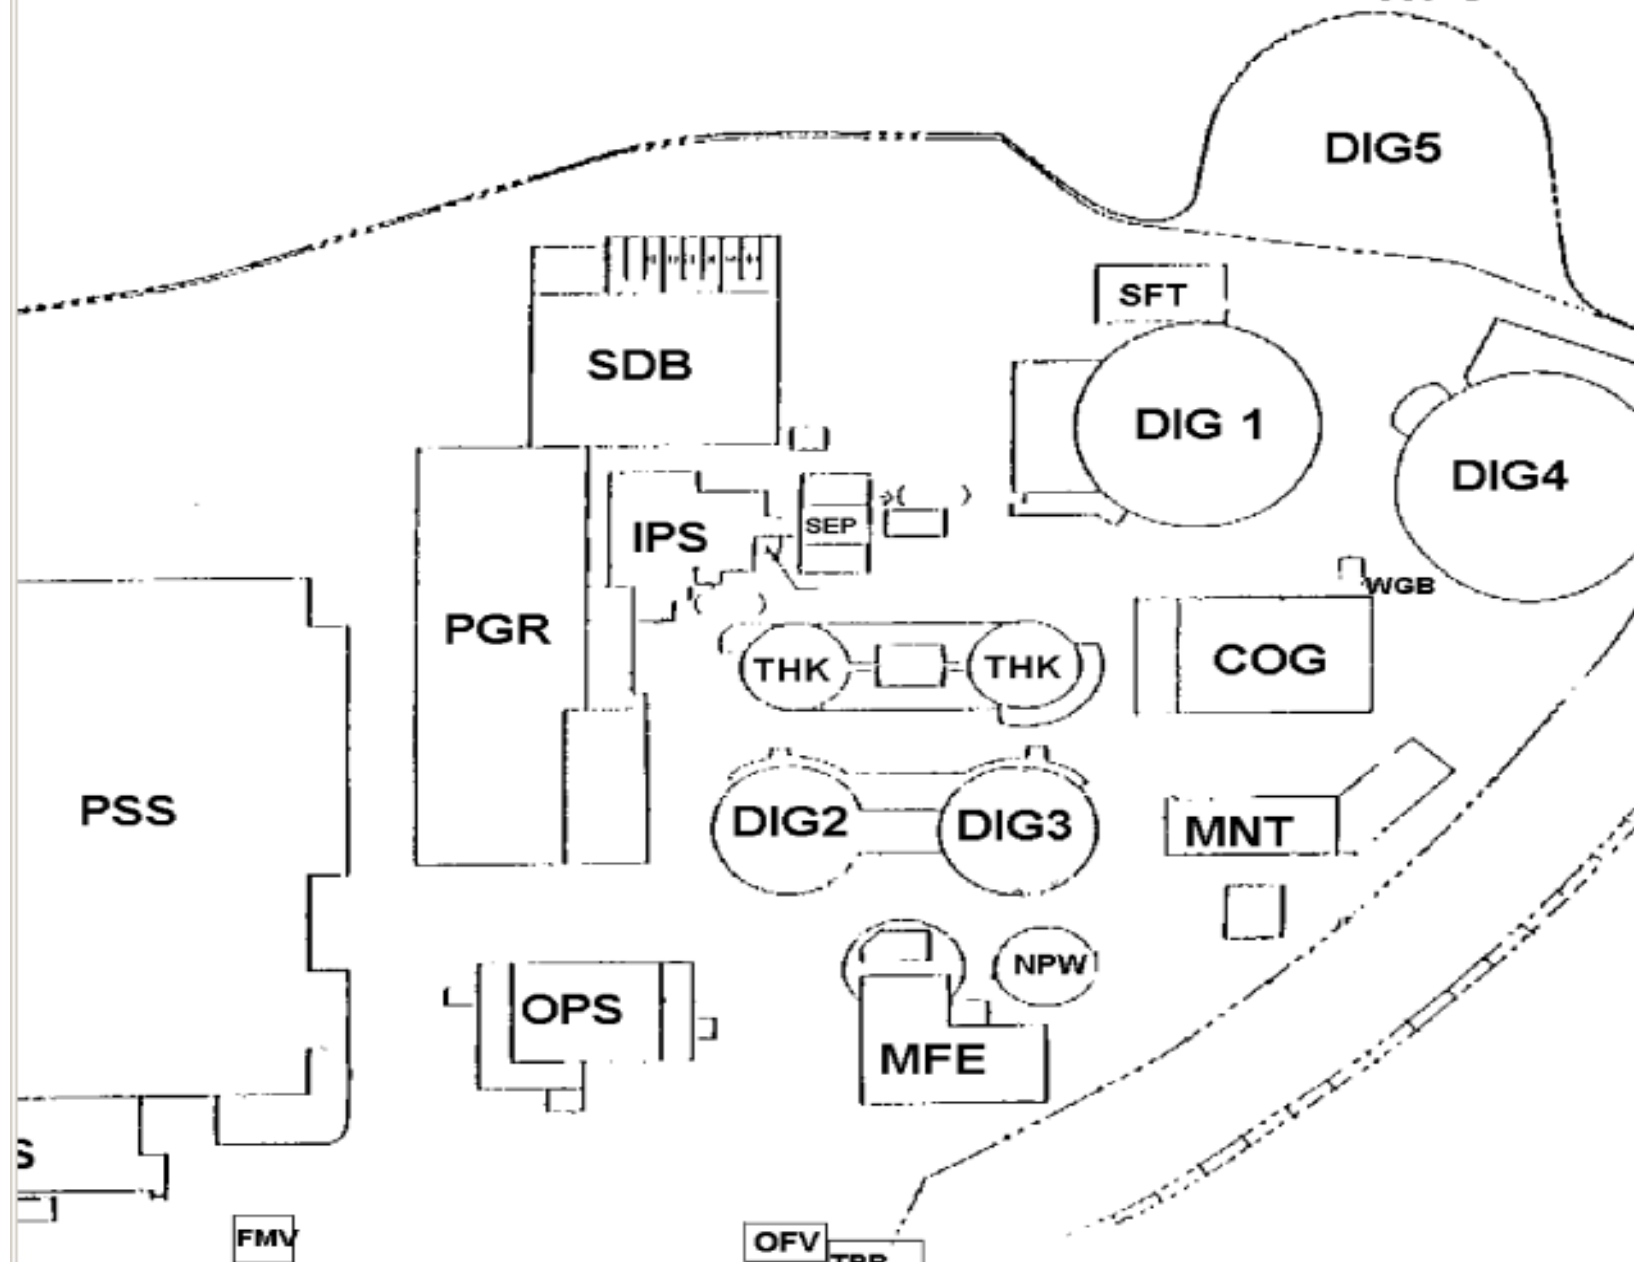 DIG5
SFT
SDB
DIG 1
DIG4
SEP
IPS
WGB
PGR
THK
THK
COG
PSS
DIG2
DIG3
MNT
NPW
OPS
MFE
S
FMV
OFV